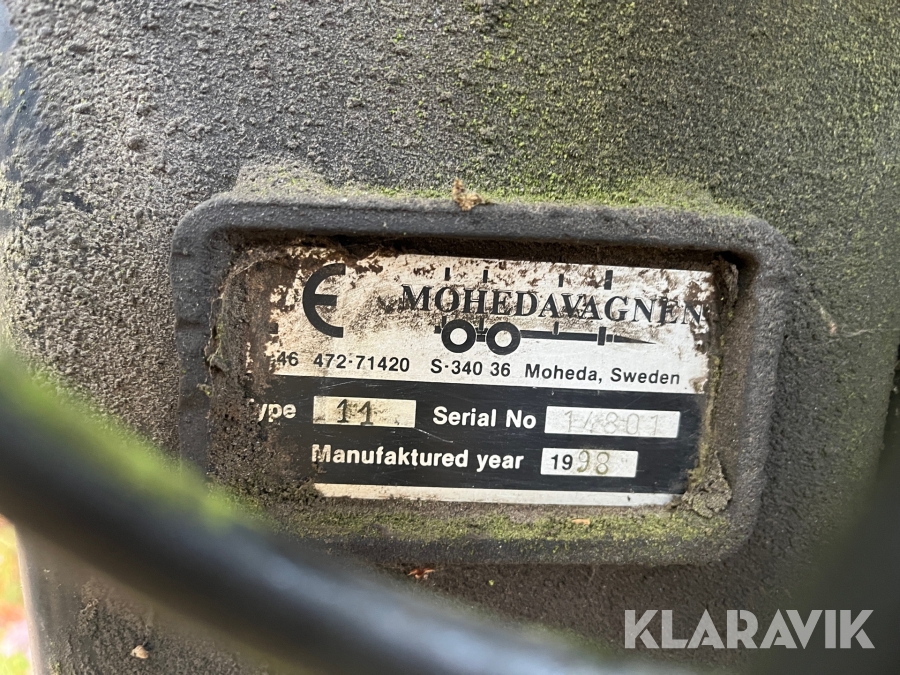 CE MOHEDAVAGNEN
46 472-71420 S-340 36 Moheda, Sweden
ype 11 Serial No 14801
Manufaktured year 1998
KLARAVIK